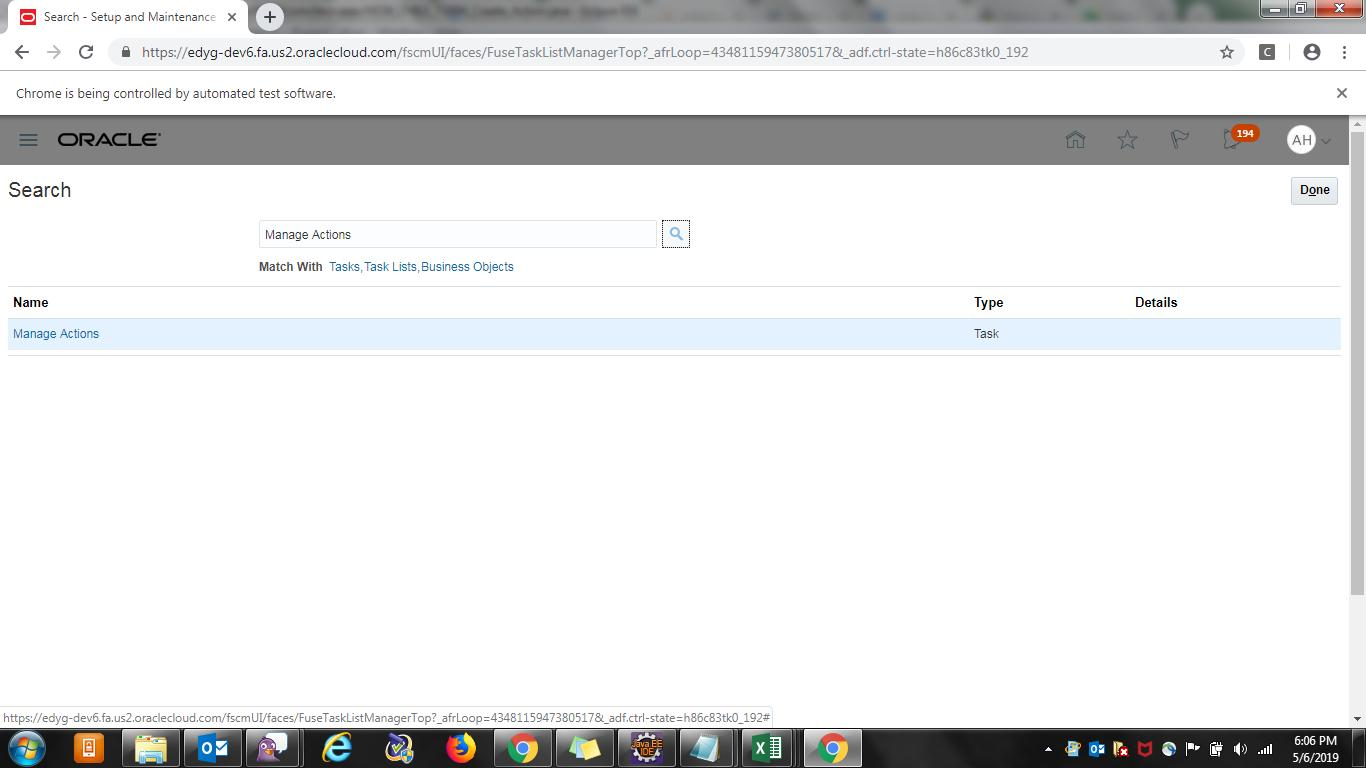 Search - Setup and Maintenance
https://edyg-dev6.fa.us2.oraclecloud.com/fscmUI/faces/FuseTaskListManagerTop?_afrLoop=4348115947380517&_adf.ctrl-state=h86c83tk0_192
C
Chrome is being controlled by automated test software.
ORACLE
194
AH
Search
Done
Manage Actions
Match With Tasks, Task Lists, Business Objects
Name Type Details
Manage Actions Task
https://edyg-dev6.fa.us2.oraclecloud.com/fscmUI/faces/FuseTaskListManagerTop?_afrLoop=4348115947380517&_adf.ctrl-state=h86c83tk0_192#
Java EE
IDE
6:06 PM
5/6/2019